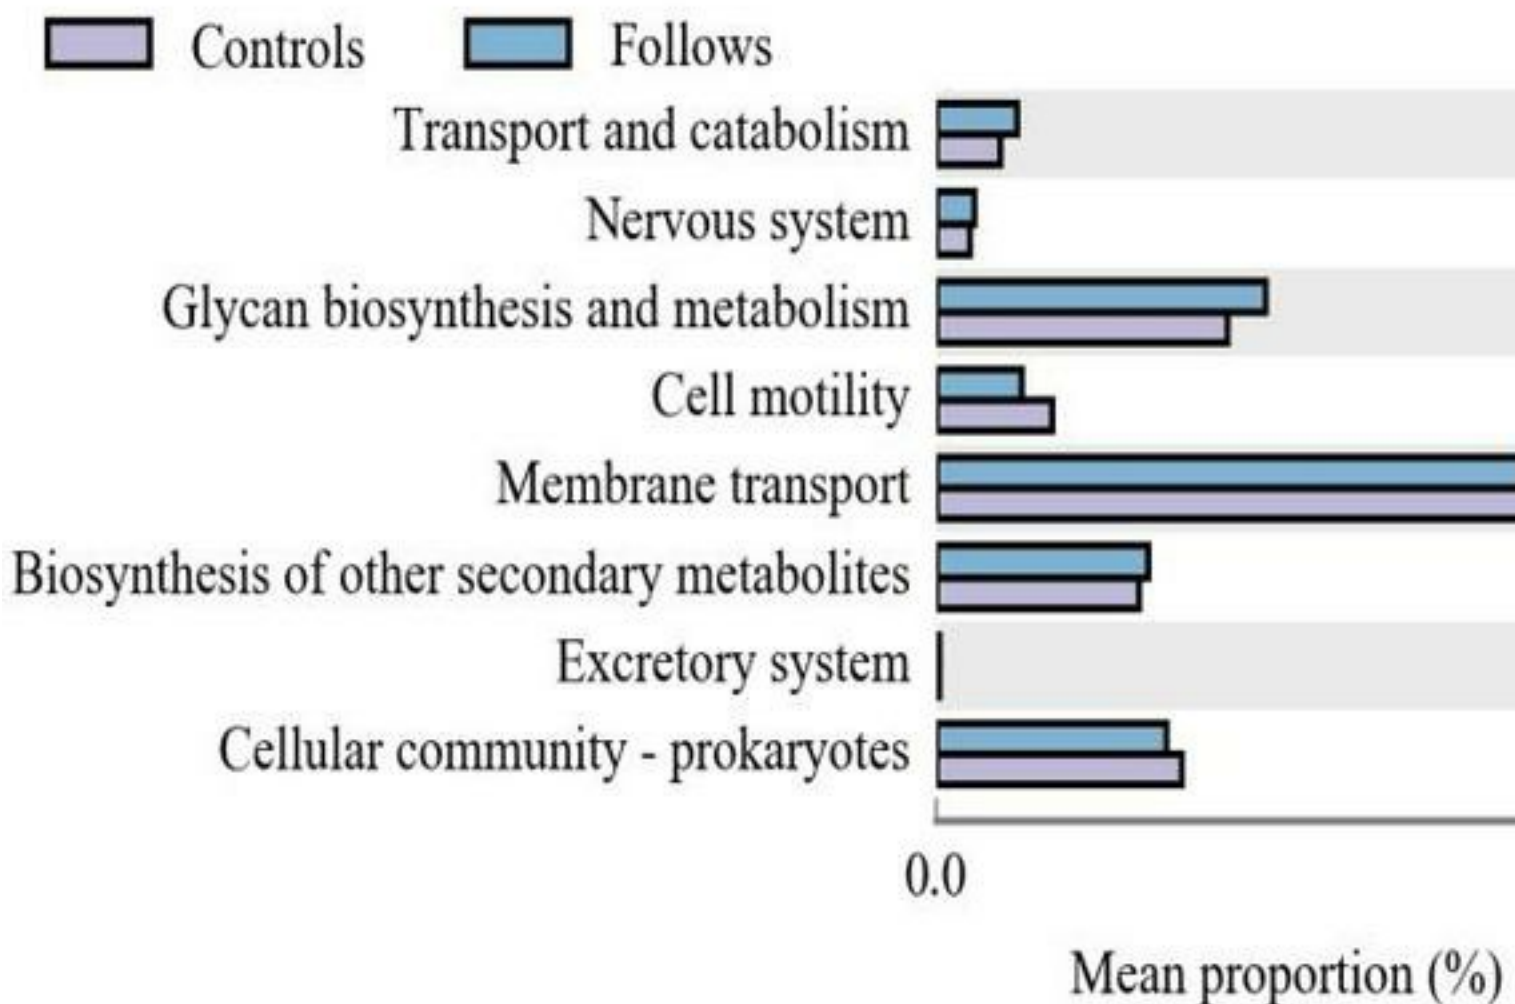 Controls Follows
Transport and catabolism
Nervous system
Glycan biosynthesis and metabolism
Cell motility
Membrane transport
Biosynthesis of other secondary metabolites
Excretory system
Cellular community - prokaryotes
0.0
Mean proportion (%)